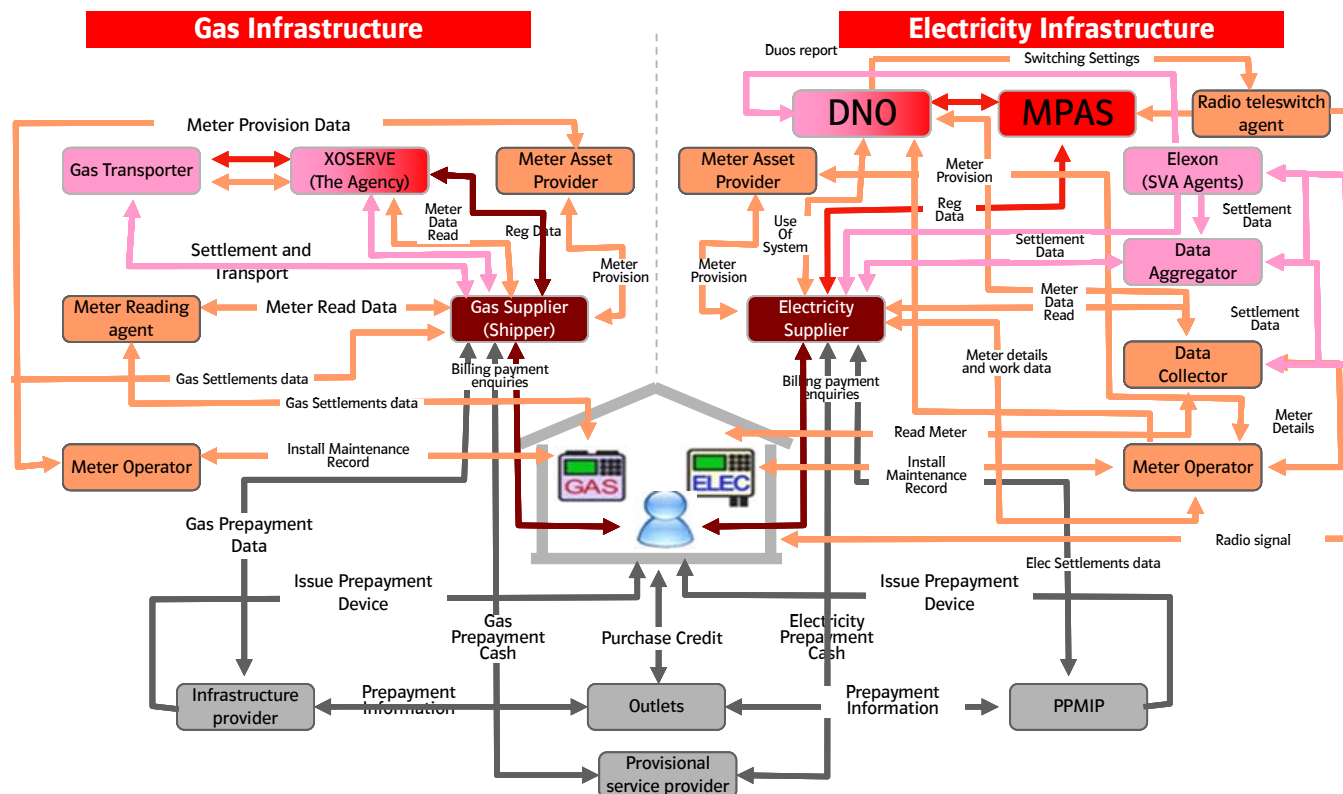 Gas Infrastructure
Electricity Infrastructure
Duos report
Switching Settings
DNO
MPAS
Radio teleswitch
agent
Meter Provision Data
Gas Transporter
XOSERVE
(The Agency)
Meter Asset
Provider
Meter Asset
Provider
Meter
Provision
Elexon
(SVA Agents)
Meter
Data
Read
Reg Data
Reg
Data
Use
Of
System
Settlement
Data
Settlement and
Transport
Meter
Provision
Meter
Provision
Settlement
Data
Data
Aggregator
Meter Reading
agent
Meter Read Data
Gas Supplier
(Shipper)
Electricity
Supplier
Meter
Data
Read
Settlement
Data
Gas Settlements data
Billing payment
enquiries
Billing payment
enquiries
Meter details
and work data
Data
Collector
Gas Settlements data
Read Meter
Meter
Details
Meter Operator
Install Maintenance
Record
GAS
ELEC
Install
Maintenance
Record
Meter Operator
Gas Prepayment
Data
Radio signal
Elec Settlements data
Issue Prepayment
Device
Issue Prepayment
Device
Gas
Prepayment
Cash
Purchase Credit
Electricity
Prepayment
Cash
Infrastructure
provider
Prepayment
Information
Outlets
Prepayment
Information
PPMIP
Provisional
service provider